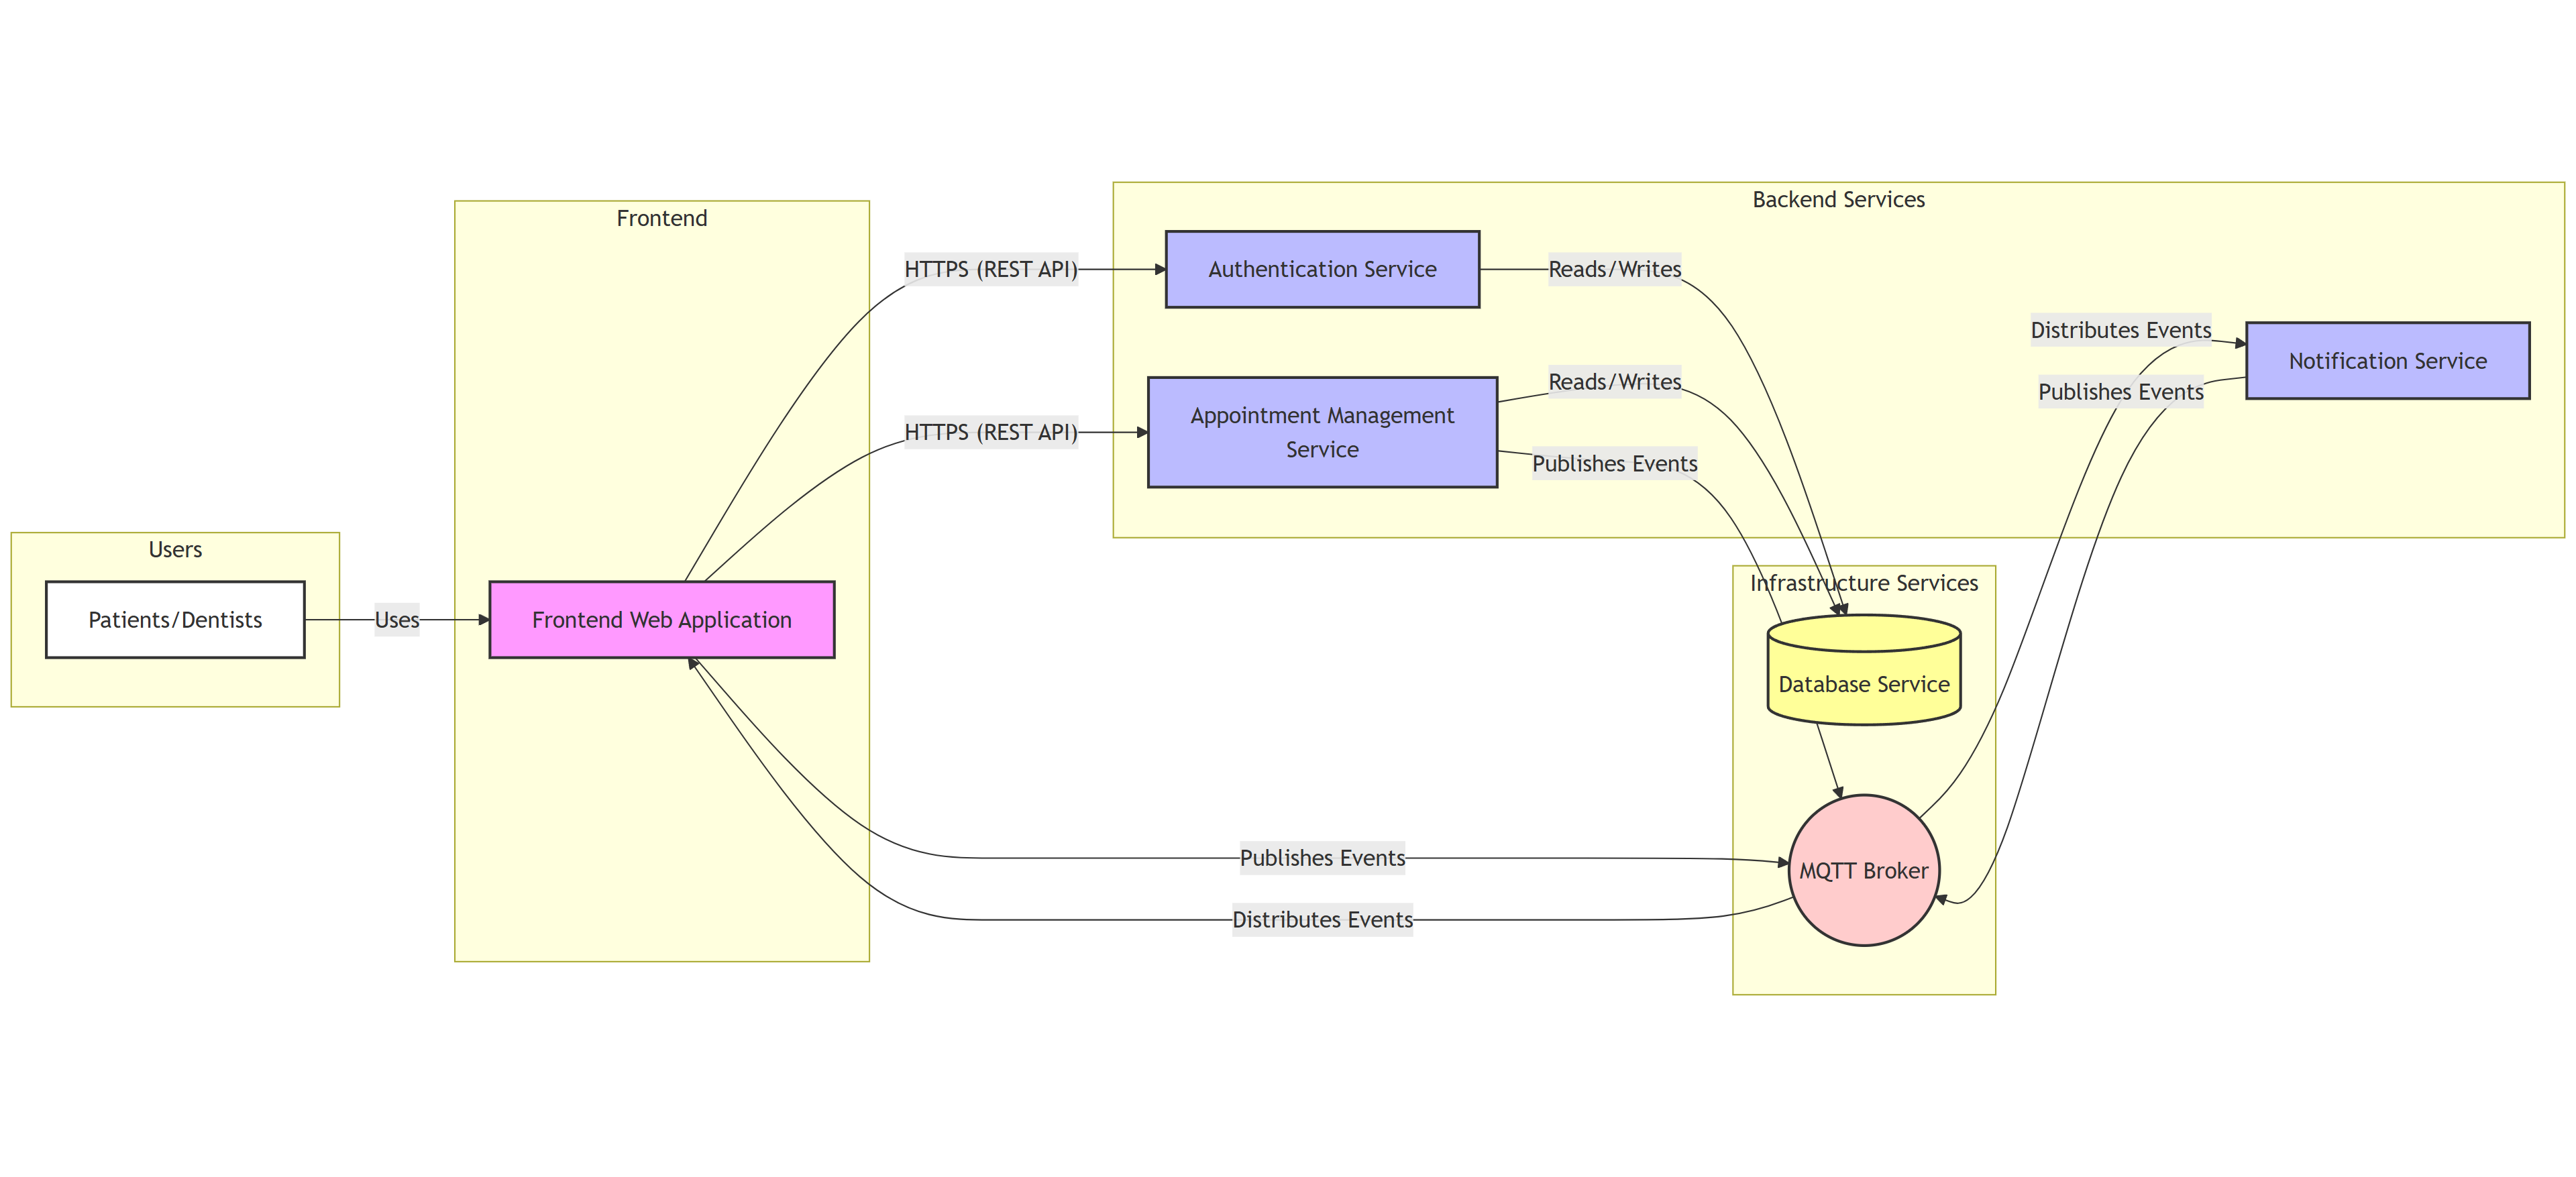 Users
Patients/Dentists
Uses
Frontend
Frontend Web Application
HTTPS (REST API)
HTTPS (REST API)
Publishes Events
Distributes Events
Backend Services
Authentication Service
Appointment Management
Service
Reads/Writes
Reads/Writes
Publishes Events
Distributes Events
Publishes Events
Notification Service
Infrastructure Services
Database Service
MQTT Broker